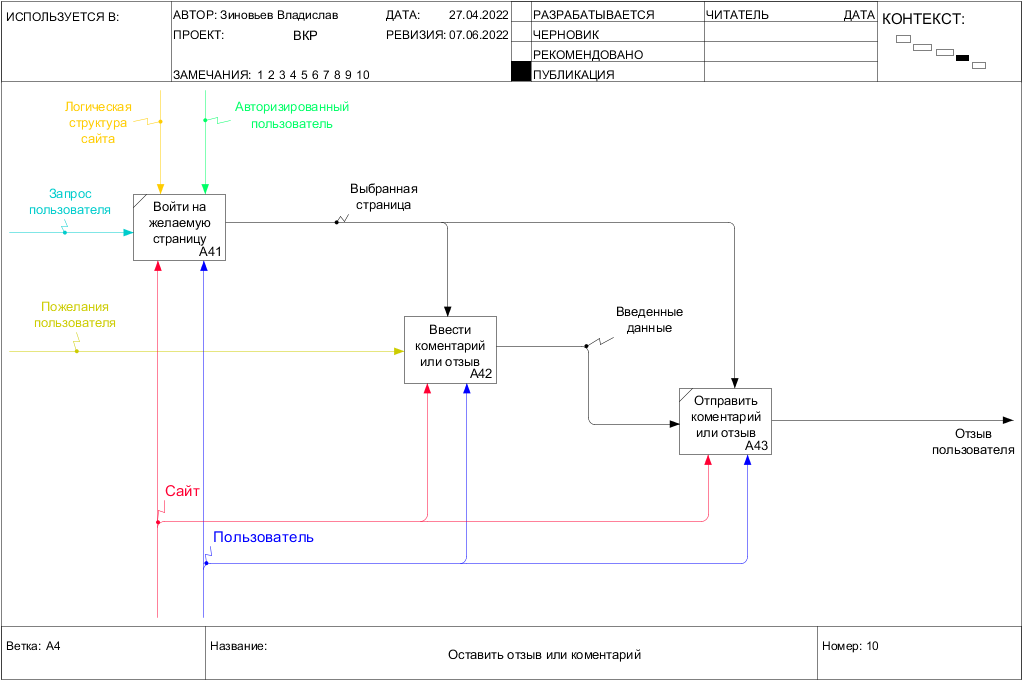 ИСПОЛЬЗУЕТСЯ В:
АВТОР: Зиновьев Владислав
ДАТА: 27.04.2022
ПРОЕКТ: ВКР
РЕВИЗИЯ: 07.06.2022
ЗАМЕЧАНИЯ: 1 2 3 4 5 6 7 8 9 10
РАЗРАБАТЫВАЕТСЯ
ЧЕРНОВИК
РЕКОМЕНДОВАНО
ПУБЛИКАЦИЯ
ЧИТАТЕЛЬ ДАТА
КОНТЕКСТ:
Логическая
структура
сайта
Авторизированный
пользователь
Запрос
пользователя
Войти на
желаемую
страницу
A41
Выбранная
страница
Пожелания
пользователя
Ввести
коментарий
или отзыв
A42
Введенные
данные
Отправить
коментарий
или отзыв
A43
Отзыв
пользователя
Сайт
Пользователь
Ветка: A4
Название:
Оставить отзыв или коментарий
Номер: 10